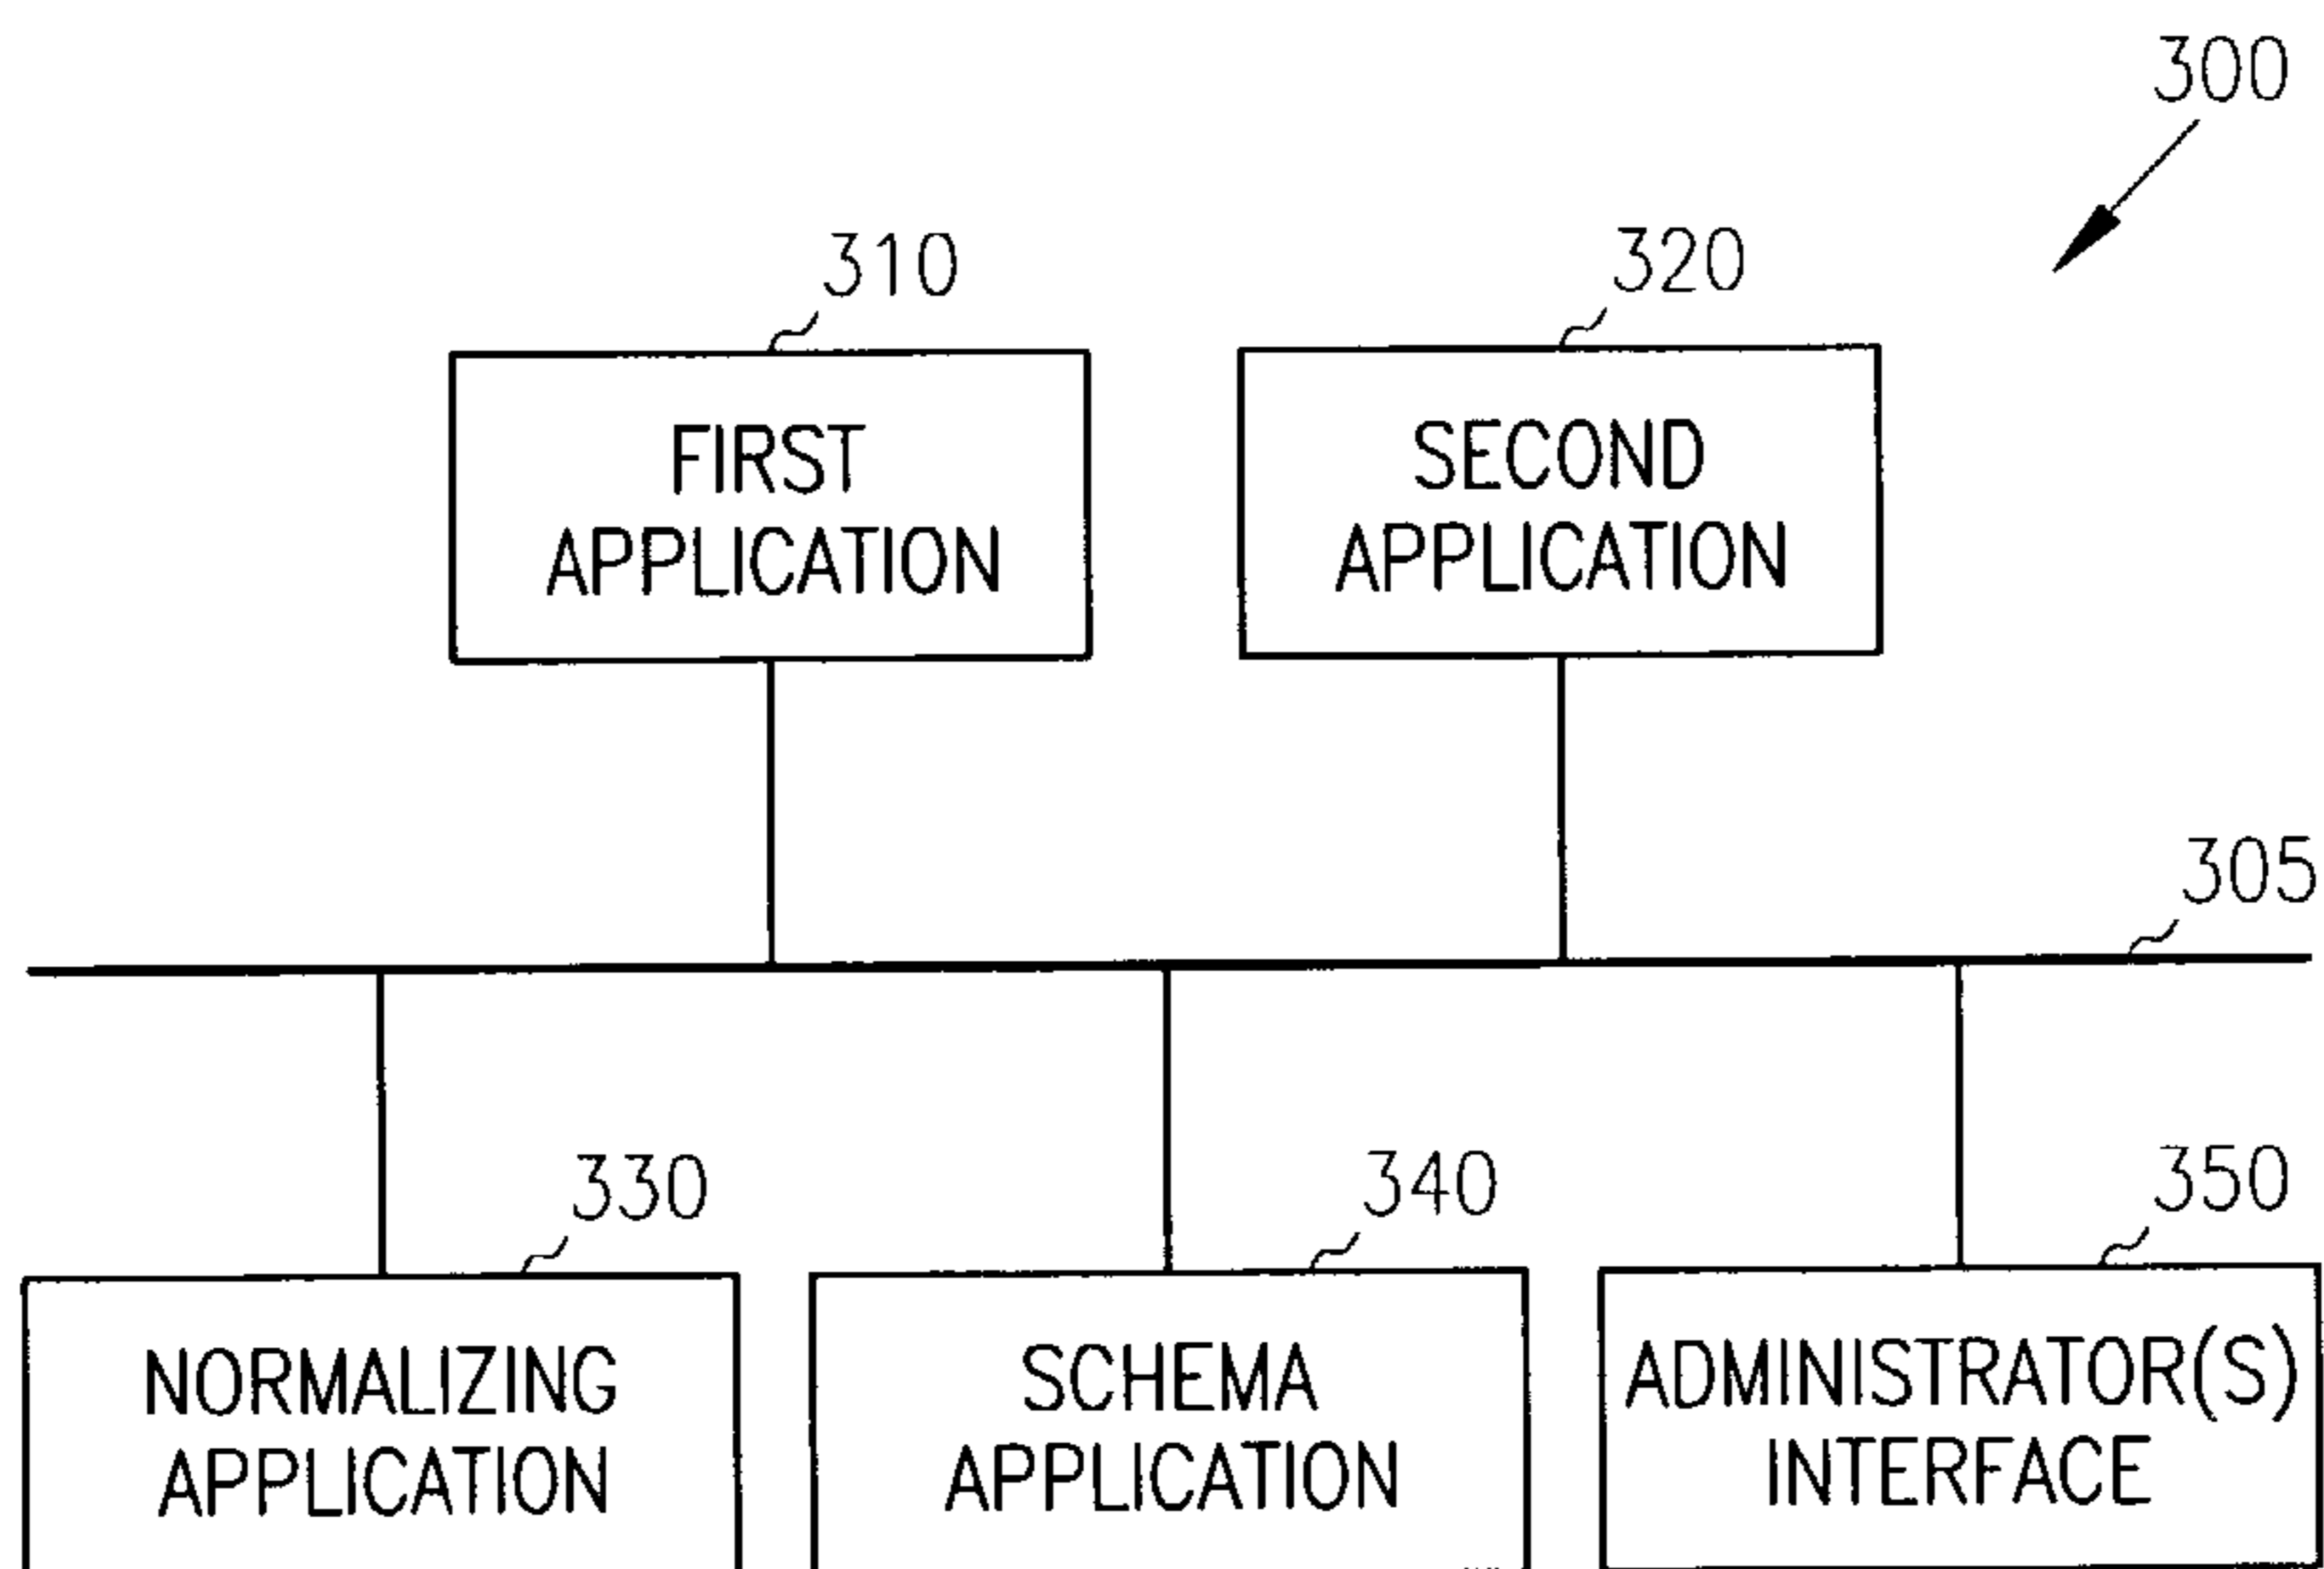 300
310
320
FIRST
APPLICATION
SECOND
APPLICATION
305
330
340
350
NORMALIZING
APPLICATION
SCHEMA
APPLICATION
ADMINISTRATOR(S)
INTERFACE